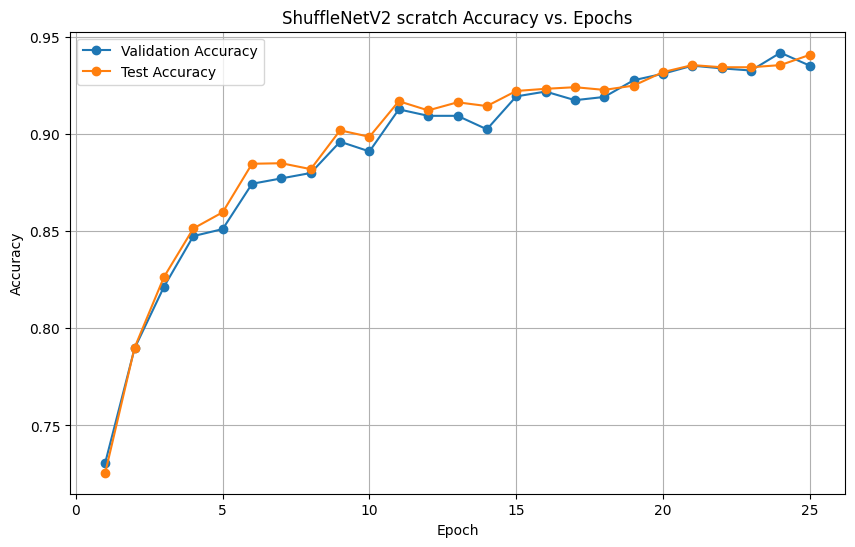 ShuffleNetV2 scratch Accuracy vs. Epochs
Validation Accuracy
Test Accuracy
Accuracy
0.95
0.90
0.85
0.80
0.75
0 5 10 15 20 25
Epoch